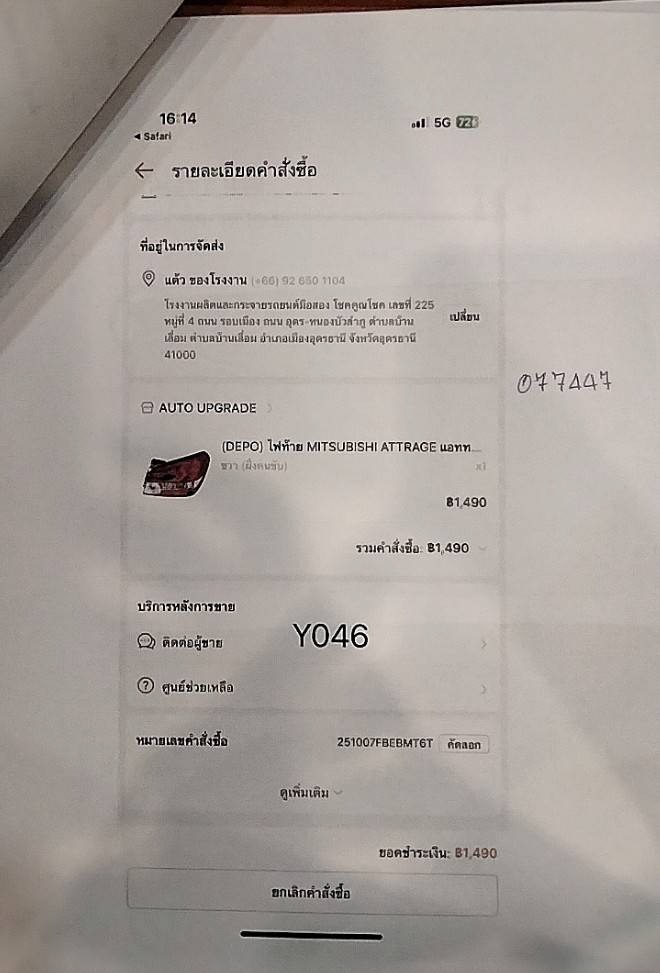 16:14
5G 72
◄ Safari
← รายละเอียดคำสั่งซื้อ
ที่อยู่ในการจัดส่ง
แต้ว ของโรงงาน (+66) 92 650 1104
โรงงานผลิตและกระจายรถยนต์มือสอง โชคคูณโชค เลขที่ 225
หมู่ที่ 4 ถนน รอบเมือง ถนน อุดร-หนองบัวลำภู ตำบลบ้าน
เลื่อม ตำบลบ้านเลื่อม อำเภอเมืองอุดรธานี จังหวัดอุดรธานี
41000
เปลี่ยน
077447
AUTO UPGRADE
(DEPO) ไฟท้าย MITSUBISHI ATTRAGE แอทท...
ขวา (ฝั่งคนขับ)
x1
฿1,490
รวมคำสั่งซื้อ: ฿1,490
บริการหลังการขาย
ติดต่อผู้ขาย
Y046
ศูนย์ช่วยเหลือ
หมายเลขคำสั่งซื้อ 251007FBEBMT6T คัดลอก
ดูเพิ่มเติม
ยอดชำระเงิน: ฿1,490
ยกเลิกคำสั่งซื้อ